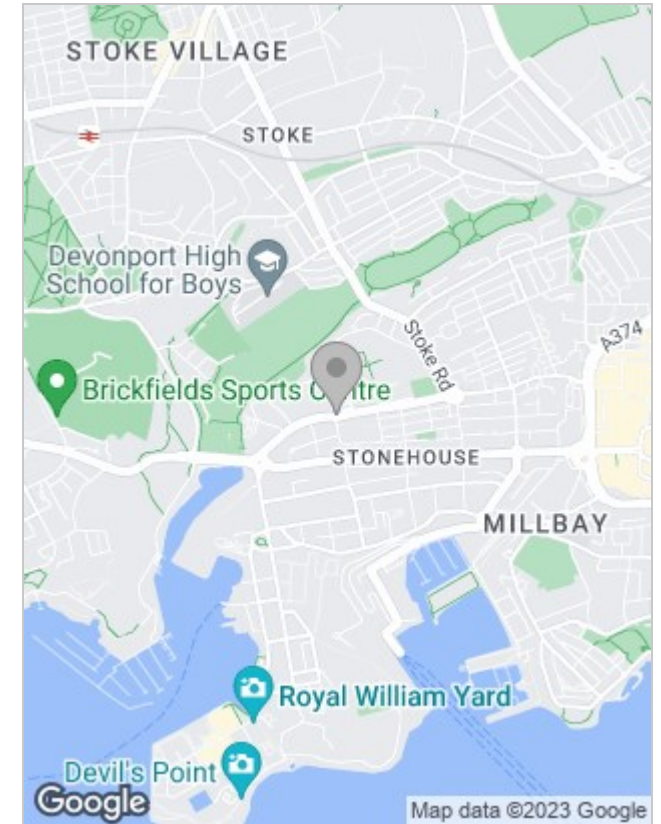 STOKE VILLAGE
STOKE
Devonport High
School for Boys
Stoke Rd
A374
Brickfields Sports Centre
STONEHOUSE
MILLBAY
Royal William Yard
Devil's Point
Google
Map data ©2023 Google